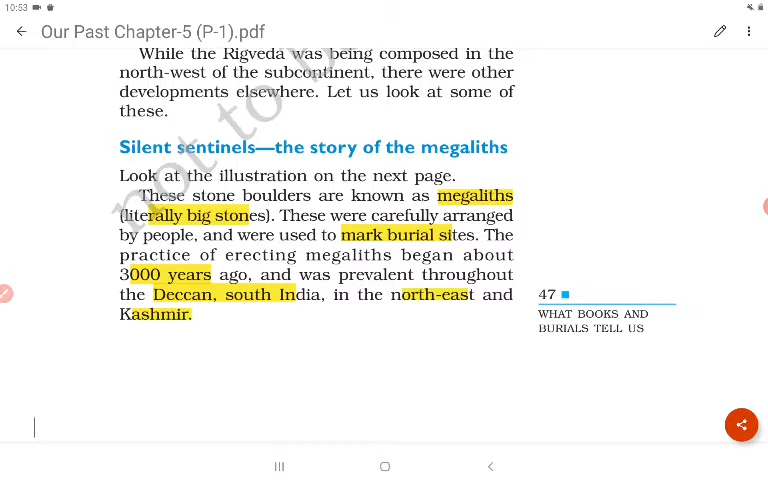 10:53
Our Past Chapter-5 (P-1).pdf
While the Rigveda was being composed in the
north-west of the subcontinent, there were other
developments elsewhere. Let us look at some of
these.
Silent sentinels—the story of the megaliths
Look at the illustration on the next page.
These stone boulders are known as megaliths
(literally big stones). These were carefully arranged
by people, and were used to mark burial sites. The
practice of erecting megaliths began about
3000 years ago, and was prevalent throughout
the Deccan, south India, in the north-east and
Kashmir.
47
WHAT BOOKS AND
BURIALS TELL US
not to b